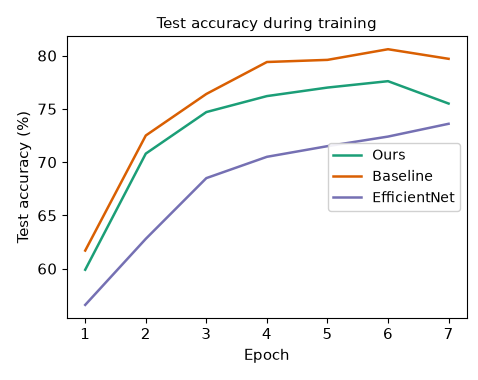 Test accuracy during training
Test accuracy (%)
80
75
70
65
60
Ours
Baseline
EfficientNet
1 2 3 4 5 6 7
Epoch